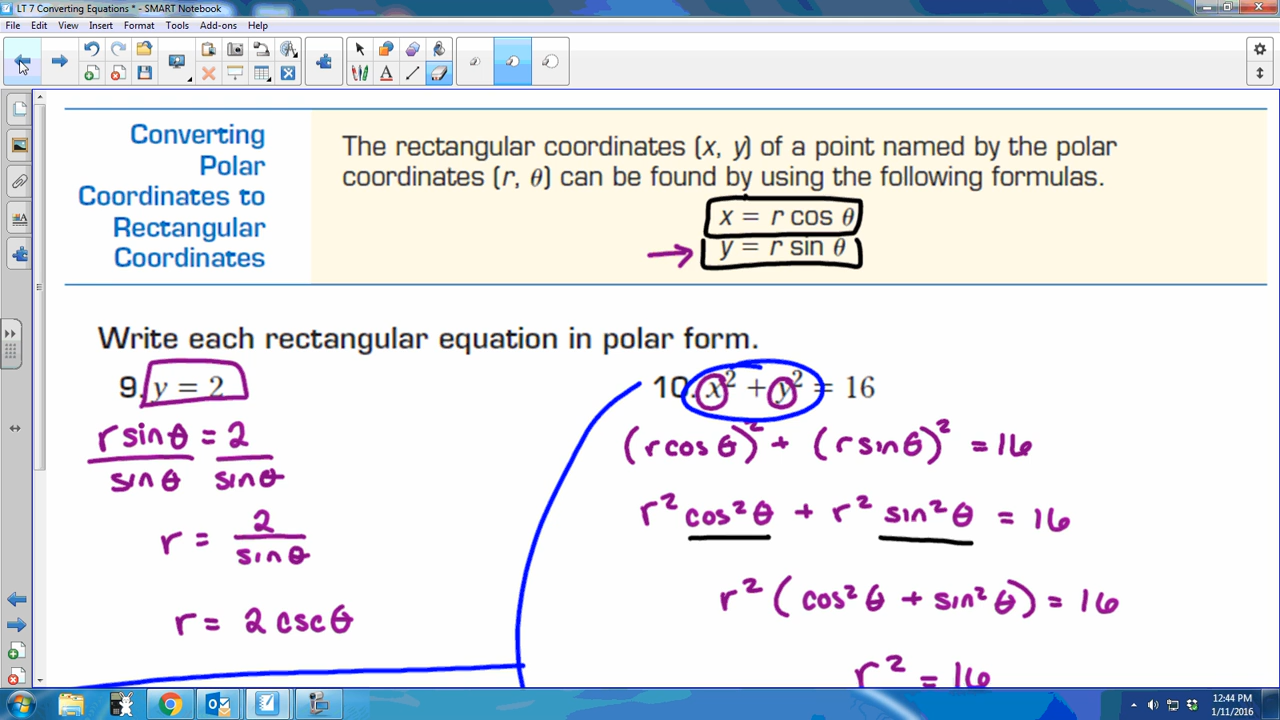 LT 7 Converting Equations * - SMART Notebook
File Edit View Insert Format Tools Add-ons Help
Converting
Polar
Coordinates to
Rectangular
Coordinates
The rectangular coordinates (x, y) of a point named by the polar
coordinates (r, θ) can be found by using the following formulas.
x = r cos θ
y = r sin θ
Write each rectangular equation in polar form.
9. y = 2
r sin θ = 2
sin θ sin θ
r = 2
sin θ
r = 2 csc θ
10. x² + y² = 16
(r cos θ)² + (r sin θ)² = 16
r² cos² θ + r² sin² θ = 16
r² (cos² θ + sin² θ) = 16
r² = 16
12:44 PM
1/11/2016